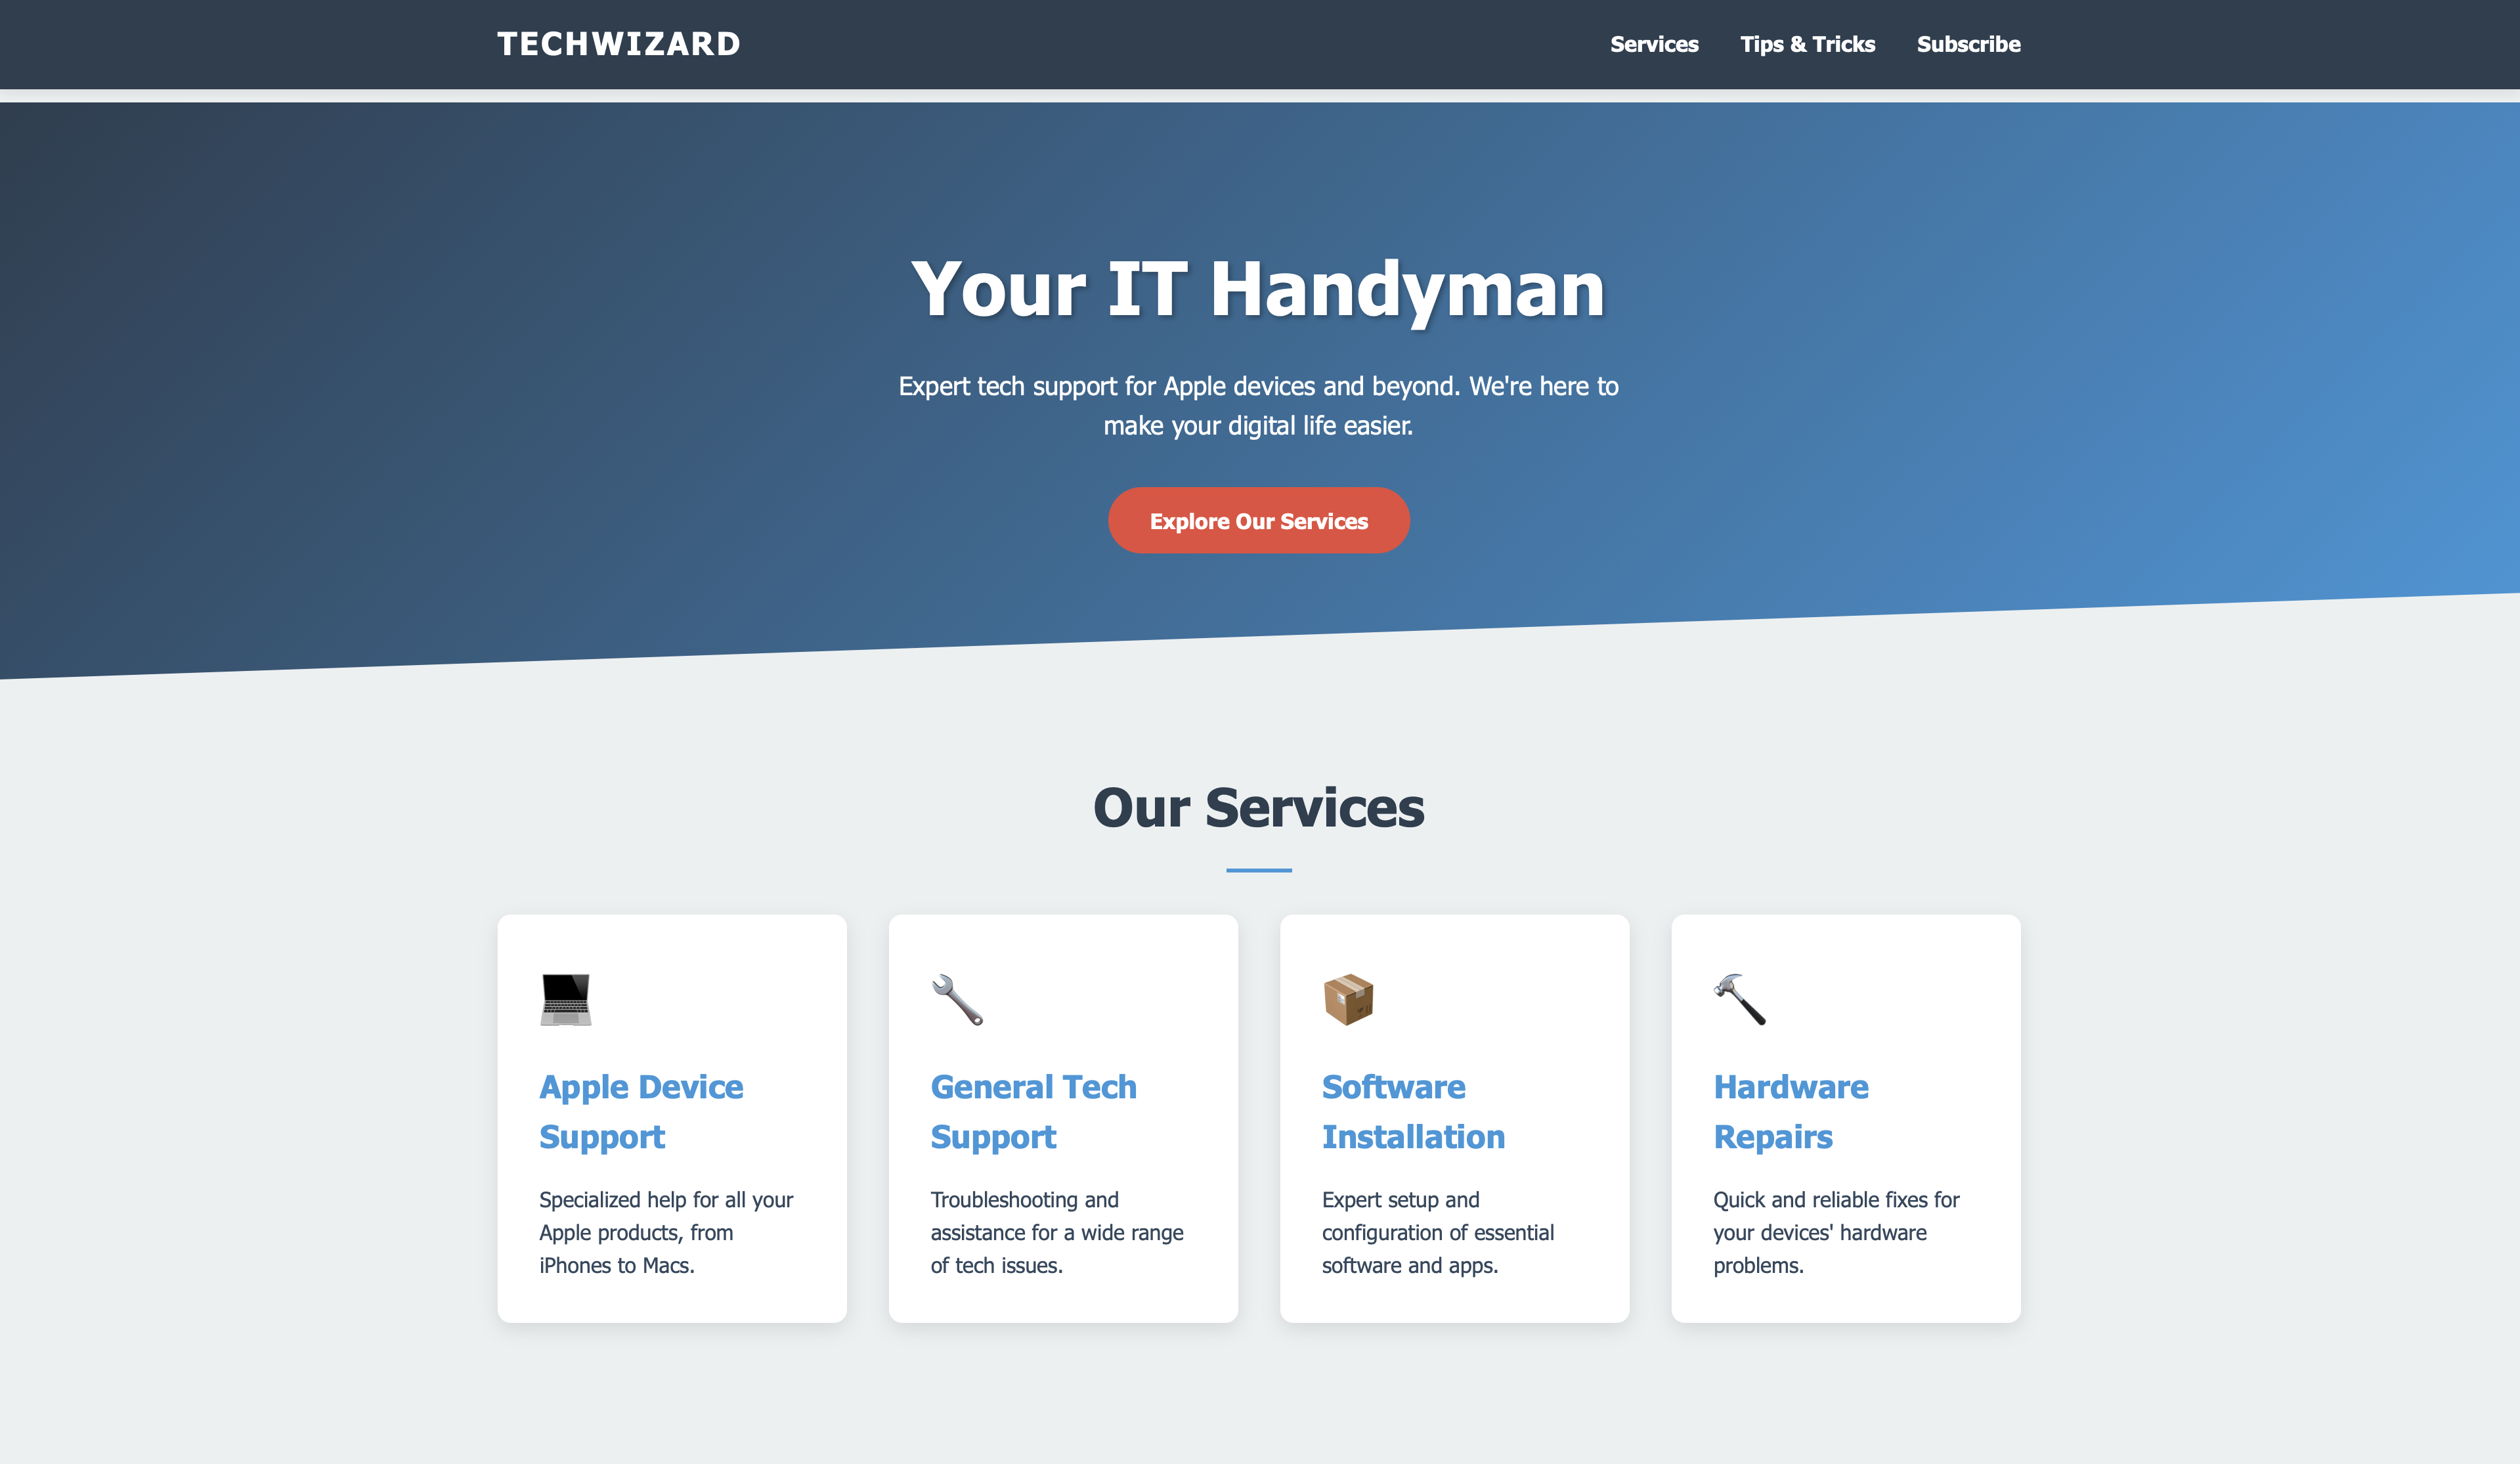 TECHWIZARD
Services
Tips & Tricks
Subscribe
Your IT Handyman
Expert tech support for Apple devices and beyond. We're here to
make your digital life easier.
Explore Our Services
Our Services
Apple Device
Support
Specialized help for all your
Apple products, from
iPhones to Macs.
General Tech
Support
Troubleshooting and
assistance for a wide range
of tech issues.
Software
Installation
Expert setup and
configuration of essential
software and apps.
Hardware
Repairs
Quick and reliable fixes for
your devices' hardware
problems.